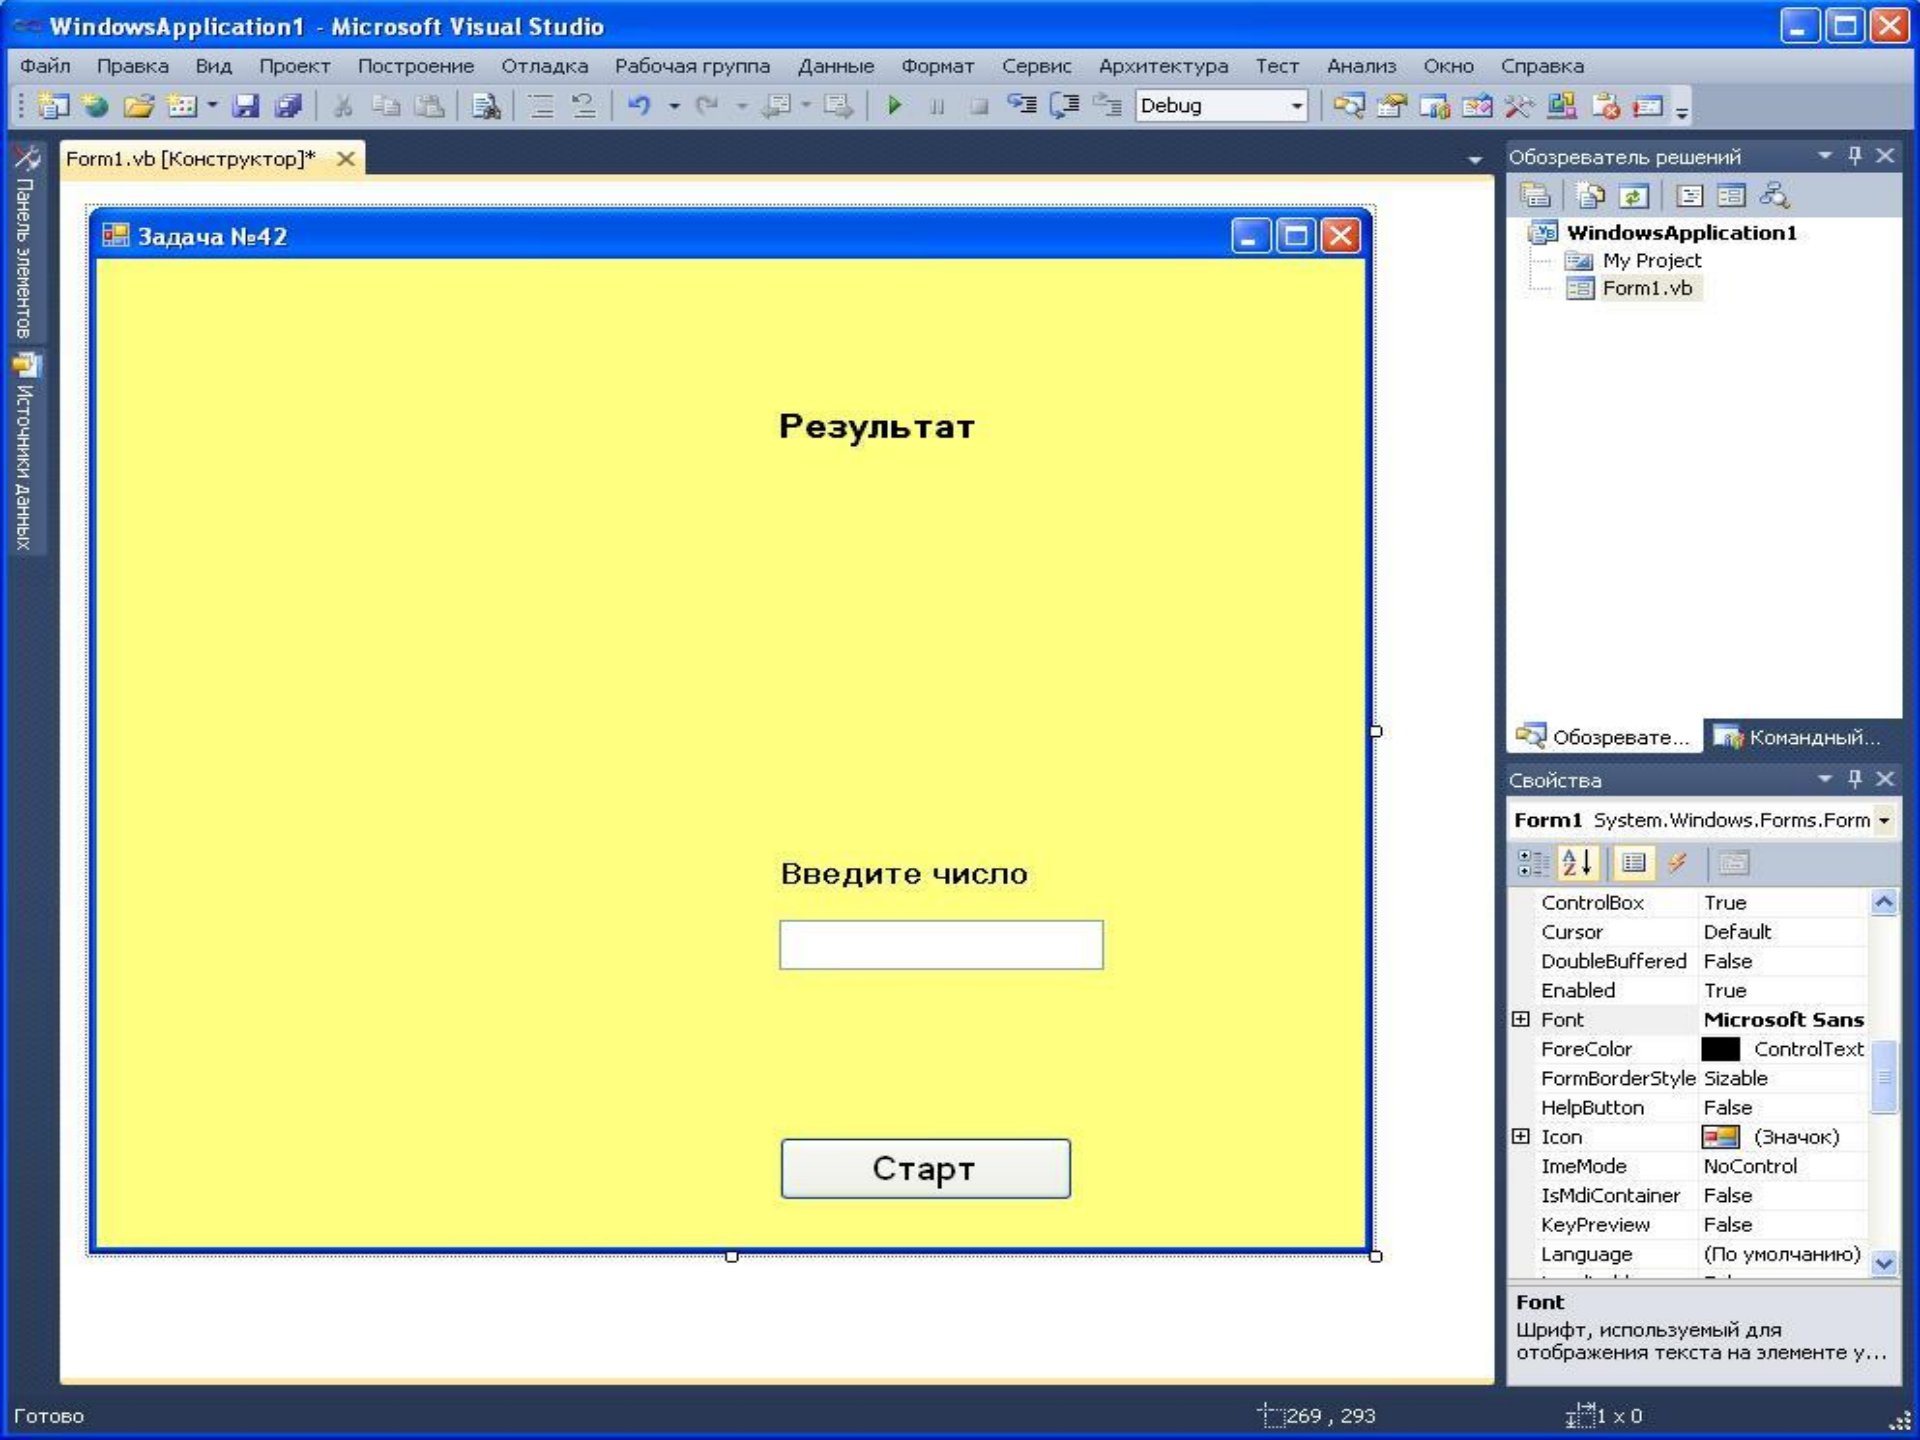 WindowsApplication1 - Microsoft Visual Studio
Файл Правка Вид Проект Построение Отладка Рабочая группа Данные Формат Сервис Архитектура Тест Анализ Окно Справка
Debug
Панель элементов
Источники данных
Form1.vb [Конструктор]*
Задача №42
Результат
Введите число
Старт
Обозреватель решений
WindowsApplication1
My Project
Form1.vb
Обозревате... Командный...
Свойства
Form1 System.Windows.Forms.Form
ControlBox True
Cursor Default
DoubleBuffered False
Enabled True
Font Microsoft Sans
ForeColor ControlText
FormBorderStyle Sizable
HelpButton False
Icon (Значок)
ImeMode NoControl
IsMdiContainer False
KeyPreview False
Language (По умолчанию)
Font
Шрифт, используемый для
отображения текста на элементе у...
Готово 269 , 293 1 x 0